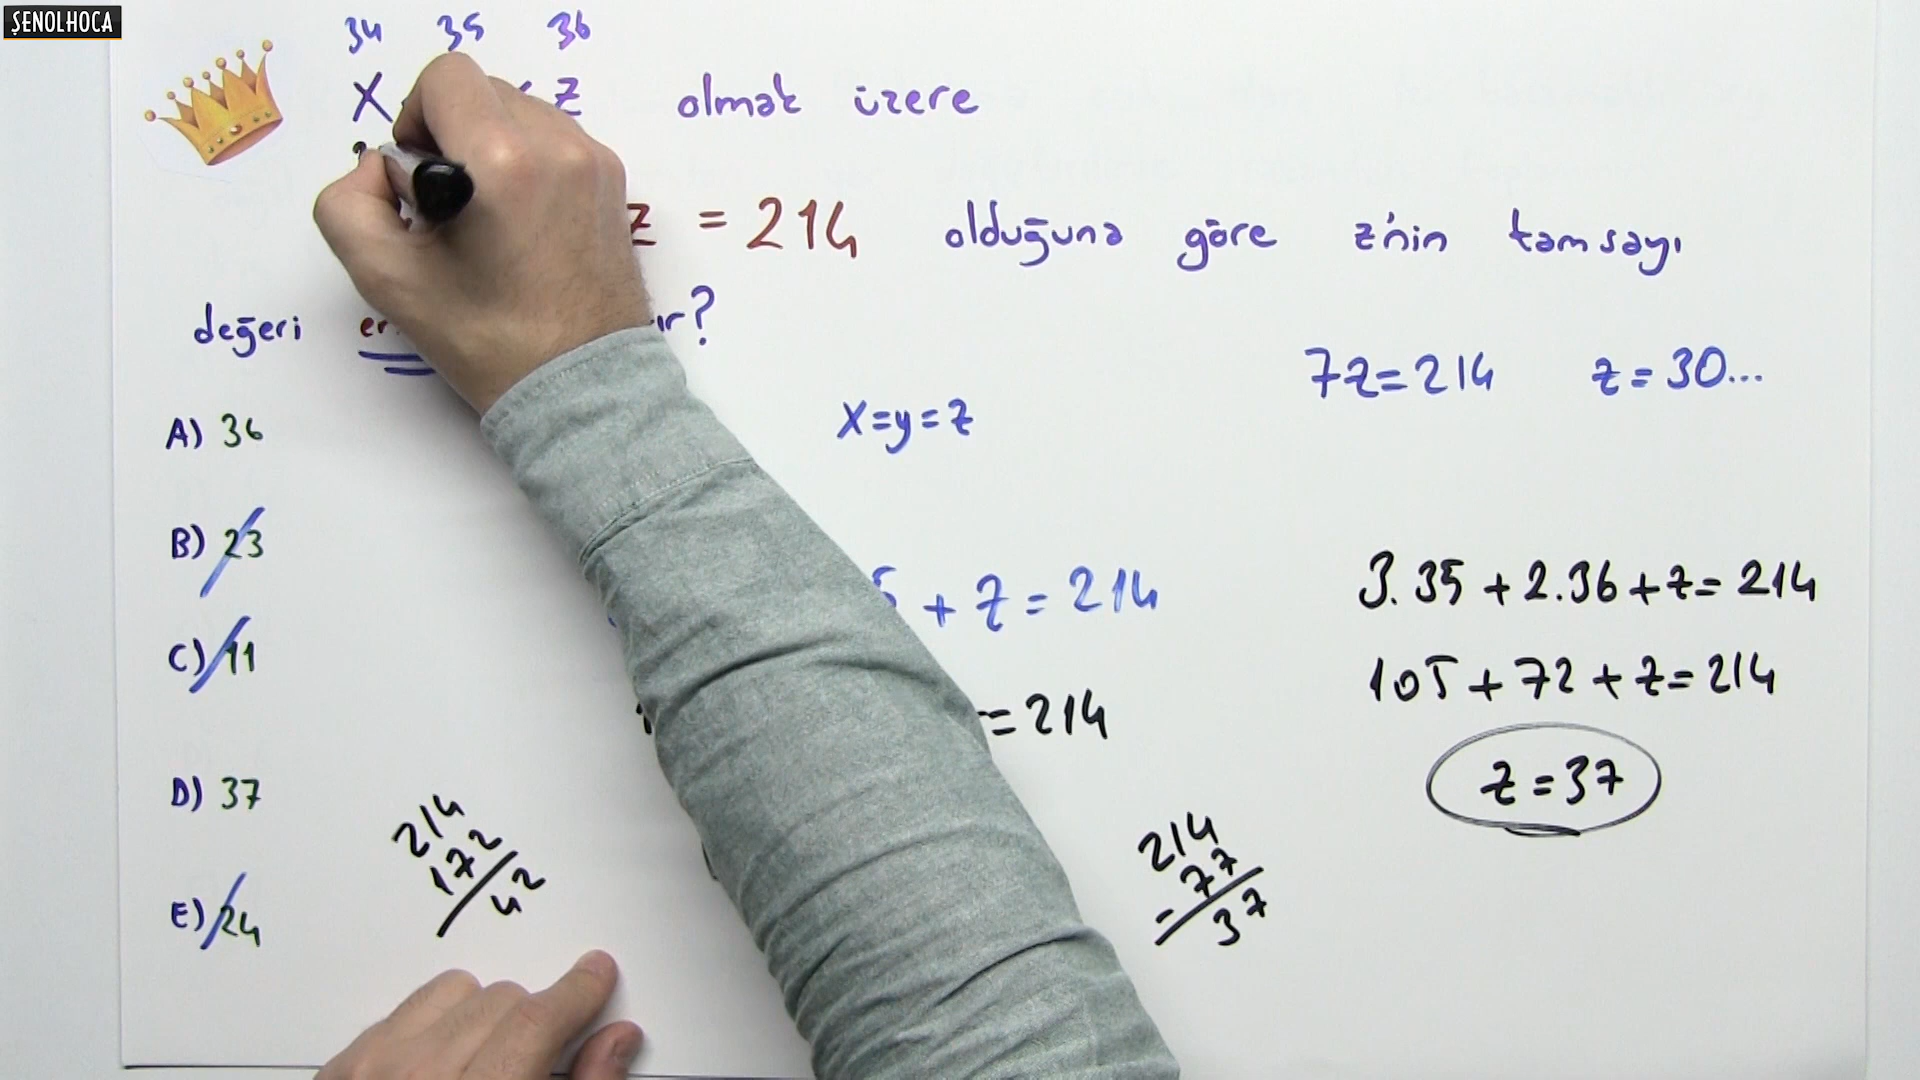 ŞENOLHOCA
34 35 36
X < z olmak üzere
z = 214 olduğuna göre z'nin tamsayı
değeri ?
7z=214 z=30...
A) 36
x=y=z
B) 23
+ z = 214
3.35+2.36+z=214
C) 11
105+72+z=214
=214
z=37
D) 37
214
172
42
214
- 77
37
E) 24